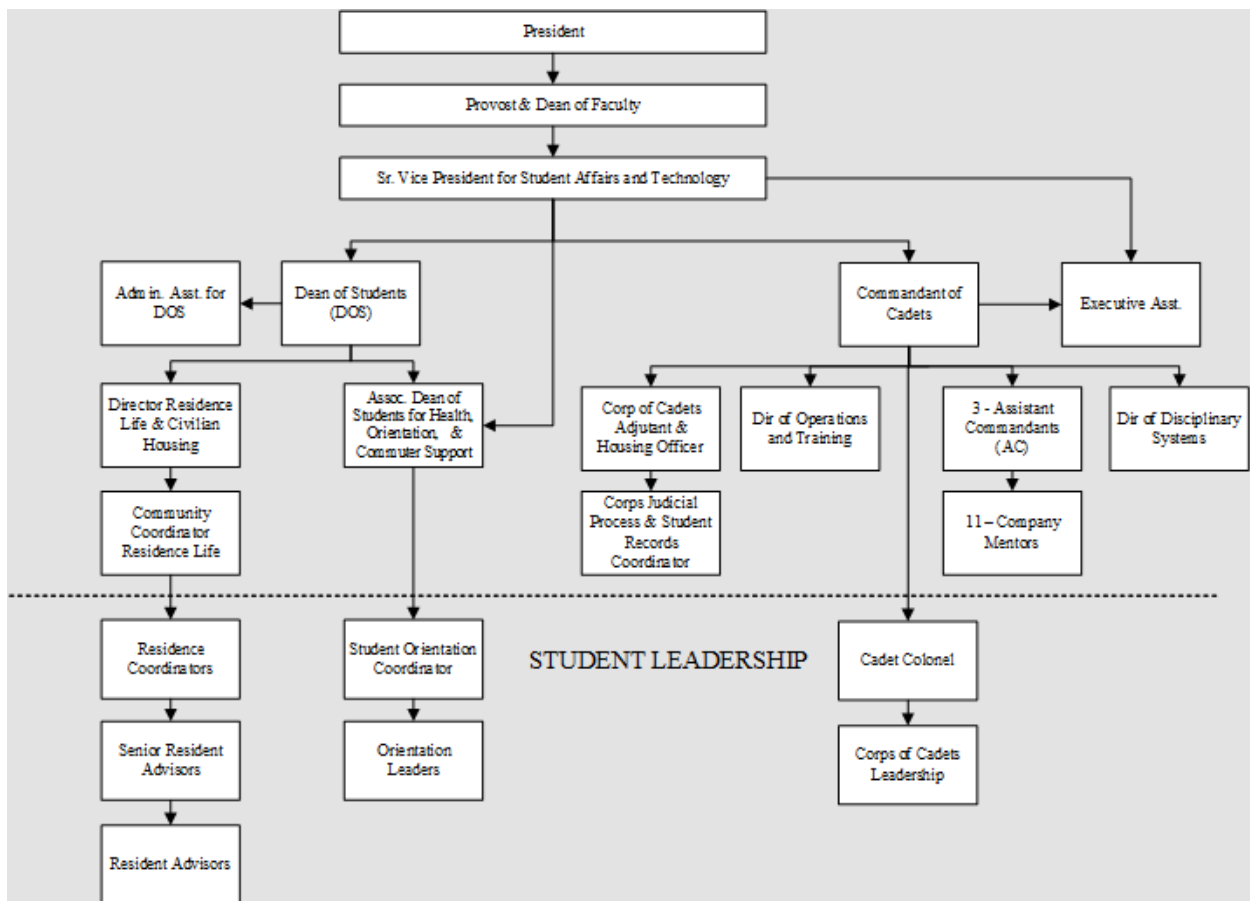 President
Provost & Dean of Faculty
Sr. Vice President for Student Affairs and Technology
Admin. Asst. for
DOS
Dean of Students
(DOS)
Commandant of
Cadets
Executive Asst.
Director Residence
Life & Civilian
Housing
Assoc. Dean of
Students for Health,
Orientation, &
Commuter Support
Corp of Cadets
Adjutant &
Housing Officer
Dir of Operations
and Training
3 - Assistant
Commandants
(AC)
Dir of Disciplinary
Systems
Community
Coordinator
Residence Life
Corps Judicial
Process & Student
Records
Coordinator
11 – Company
Mentors
Residence
Coordinators
Student Orientation
Coordinator
STUDENT LEADERSHIP
Cadet Colonel
Senior Resident
Advisors
Orientation
Leaders
Corps of Cadets
Leadership
Resident Advisors